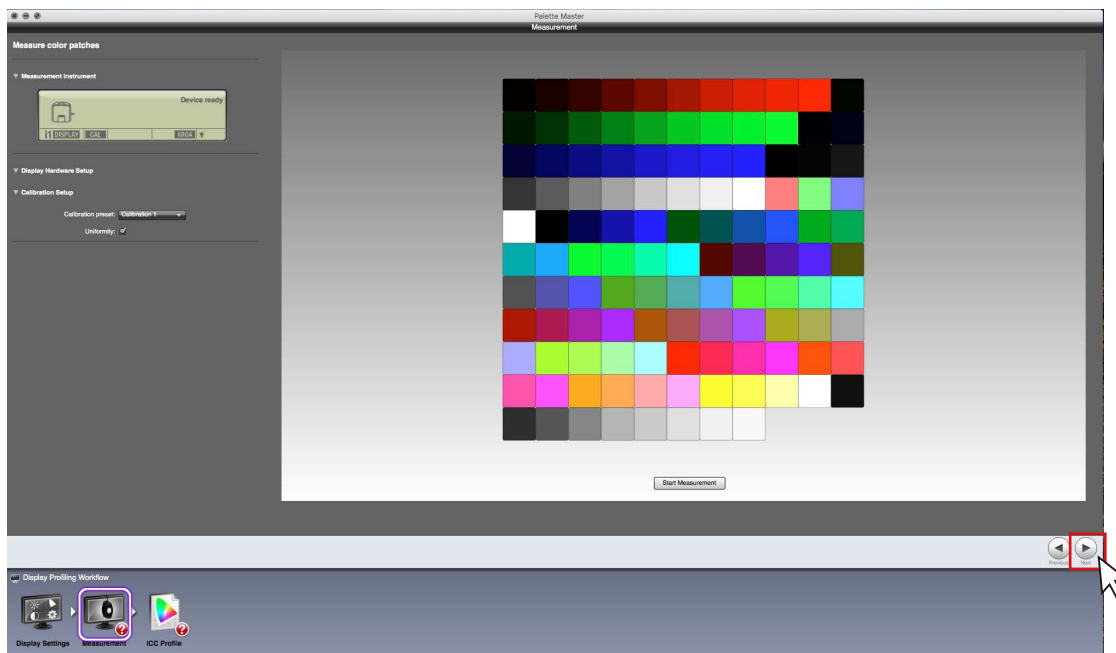 Palette Master
Measurement
Measure color patches
Measurement Instrument
Device ready
i1 DISPLAY CAL XRGA
Display Hardware Setup
Calibration Setup
Calibration preset: Calibration 1
Uniformity:
Start Measurement
Previous Next
Display Profiling Workflow
Display Settings Measurement ICC Profile